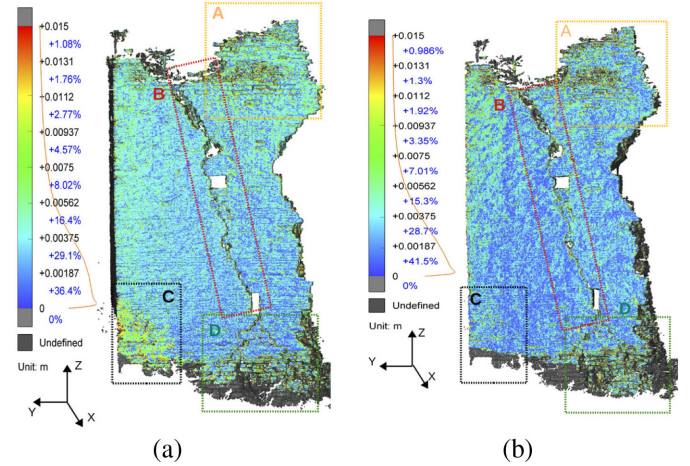 +0.015
+1.08%
+0.0131
+1.76%
+0.0112
+2.77%
+0.00937
+4.57%
+0.0075
+8.02%
+0.00562
+16.4%
+0.00375
+29.1%
+0.00187
+36.4%
0
0%
Undefined
Unit: m
Z
Y
X
A
B
C
D
(a)
+0.015
+0.986%
+0.0131
+1.3%
+0.0112
+1.92%
+0.00937
+3.35%
+0.0075
+7.01%
+0.00562
+15.3%
+0.00375
+28.7%
+0.00187
+41.5%
0
0%
Undefined
Unit: m
Z
Y
X
A
B
C
D
(b)